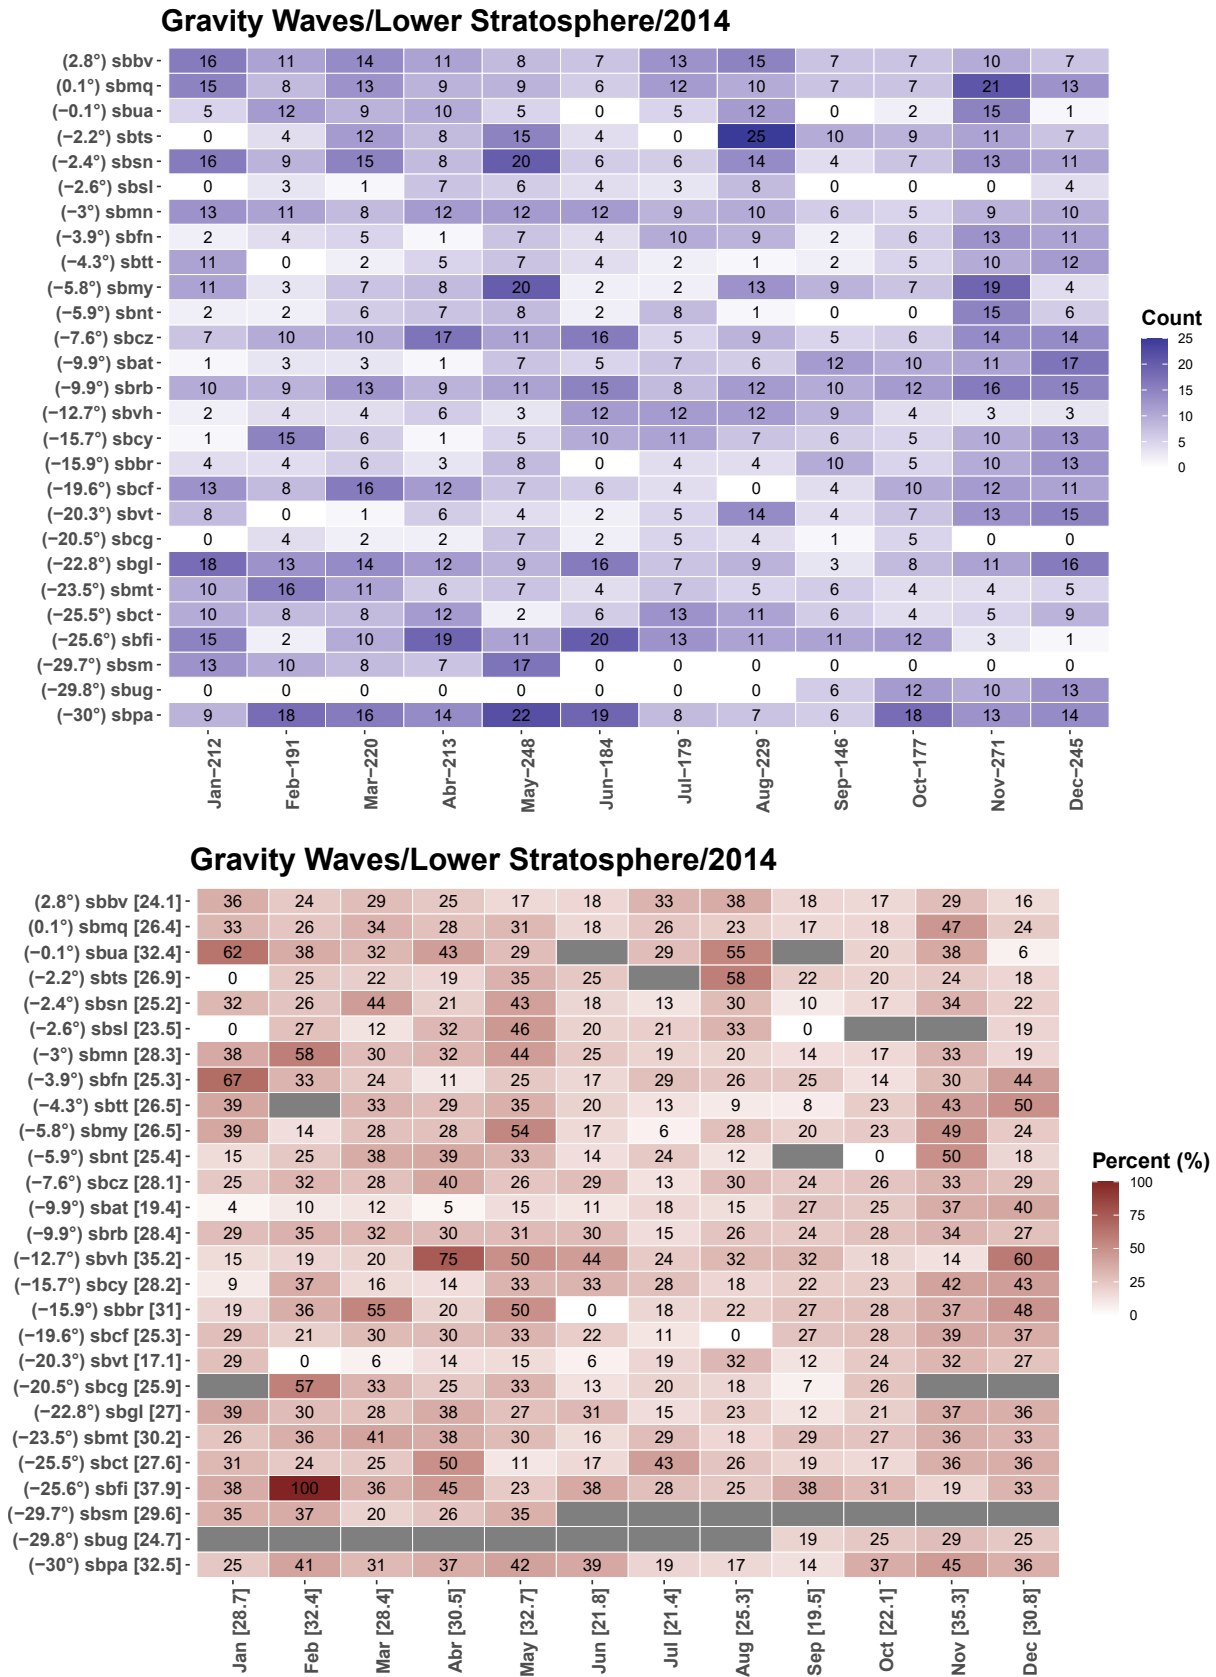 Gravity Waves/Lower Stratosphere/2014
(2.8°) sbbv 16 11 14 11 8 7 13 15 7 7 10 7
(0.1°) sbmq 15 8 13 9 9 6 12 10 7 7 21 13
(−0.1°) sbua 5 12 9 10 5 0 5 12 0 2 15 1
(−2.2°) sbts 0 4 12 8 15 4 0 25 10 9 11 7
(−2.4°) sbsn 16 9 15 8 20 6 6 14 4 7 13 11
(−2.6°) sbsl 0 3 1 7 6 4 3 8 0 0 0 4
(−3°) sbmn 13 11 8 12 12 12 9 10 6 5 9 10
(−3.9°) sbfn 2 4 5 1 7 4 10 9 2 6 13 11
(−4.3°) sbtt 11 0 2 5 7 4 2 1 2 5 10 12
(−5.8°) sbmy 11 3 7 8 20 2 2 13 9 7 19 4
(−5.9°) sbnt 2 2 6 7 8 2 8 1 0 0 15 6
(−7.6°) sbcz 7 10 10 17 11 16 5 9 5 6 14 14
(−9.9°) sbat 1 3 3 1 7 5 7 6 12 10 11 17
(−9.9°) sbrb 10 9 13 9 11 15 8 12 10 12 16 15
(−12.7°) sbvh 2 4 4 6 3 12 12 12 9 4 3 3
(−15.7°) sbcy 1 15 6 1 5 10 11 7 6 5 10 13
(−15.9°) sbbr 4 4 6 3 8 0 4 4 10 5 10 13
(−19.6°) sbcf 13 8 16 12 7 6 4 0 4 10 12 11
(−20.3°) sbvt 8 0 1 6 4 2 5 14 4 7 13 15
(−20.5°) sbcg 0 4 2 2 7 2 5 4 1 5 0 0
(−22.8°) sbgl 18 13 14 12 9 16 7 9 3 8 11 16
(−23.5°) sbmt 10 16 11 6 7 4 7 5 6 4 4 5
(−25.5°) sbct 10 8 8 12 2 6 13 11 6 4 5 9
(−25.6°) sbfi 15 2 10 19 11 20 13 11 11 12 3 1
(−29.7°) sbsm 13 10 8 7 17 0 0 0 0 0 0 0
(−29.8°) sbug 0 0 0 0 0 0 0 0 6 12 10 13
(−30°) sbpa 9 18 16 14 22 19 8 7 6 18 13 14
Jan−212 Feb−191 Mar−220 Abr−213 May−248 Jun−184 Jul−179 Aug−229 Sep−146 Oct−177 Nov−271 Dec−245
Count
25
20
15
10
5
0
Gravity Waves/Lower Stratosphere/2014
(2.8°) sbbv [24.1] 36 24 29 25 17 18 33 38 18 17 29 16
(0.1°) sbmq [26.4] 33 26 34 28 31 18 26 23 17 18 47 24
(−0.1°) sbua [32.4] 62 38 32 43 29 29 55 20 38 6
(−2.2°) sbts [26.9] 0 25 22 19 35 25 58 22 20 24 18
(−2.4°) sbsn [25.2] 32 26 44 21 43 18 13 30 10 17 34 22
(−2.6°) sbsl [23.5] 0 27 12 32 46 20 21 33 0 19
(−3°) sbmn [28.3] 38 58 30 32 44 25 19 20 14 17 33 19
(−3.9°) sbfn [25.3] 67 33 24 11 25 17 29 26 25 14 30 44
(−4.3°) sbtt [26.5] 39 33 29 35 20 13 9 8 23 43 50
(−5.8°) sbmy [26.5] 39 14 28 28 54 17 6 28 20 23 49 24
(−5.9°) sbnt [25.4] 15 25 38 39 33 14 24 12 0 50 18
(−7.6°) sbcz [28.1] 25 32 28 40 26 29 13 30 24 26 33 29
(−9.9°) sbat [19.4] 4 10 12 5 15 11 18 15 27 25 37 40
(−9.9°) sbrb [28.4] 29 35 32 30 31 30 15 26 24 28 34 27
(−12.7°) sbvh [35.2] 15 19 20 75 50 44 24 32 32 18 14 60
(−15.7°) sbcy [28.2] 9 37 16 14 33 33 28 18 22 23 42 43
(−15.9°) sbbr [31] 19 36 55 20 50 0 18 22 27 28 37 48
(−19.6°) sbcf [25.3] 29 21 30 30 33 22 11 0 27 28 39 37
(−20.3°) sbvt [17.1] 29 0 6 14 15 6 19 32 12 24 32 27
(−20.5°) sbcg [25.9] 57 33 25 33 13 20 18 7 26
(−22.8°) sbgl [27] 39 30 28 38 27 31 15 23 12 21 37 36
(−23.5°) sbmt [30.2] 26 36 41 38 30 16 29 18 29 27 36 33
(−25.5°) sbct [27.6] 31 24 25 50 11 17 43 26 19 17 36 36
(−25.6°) sbfi [37.9] 38 100 36 45 23 38 28 25 38 31 19 33
(−29.7°) sbsm [29.6] 35 37 20 26 35
(−29.8°) sbug [24.7] 19 25 29 25
(−30°) sbpa [32.5] 25 41 31 37 42 39 19 17 14 37 45 36
Jan [28.7] Feb [32.4] Mar [28.4] Abr [30.5] May [32.7] Jun [21.8] Jul [21.4] Aug [25.3] Sep [19.5] Oct [22.1] Nov [35.3] Dec [30.8]
Percent (%)
100
75
50
25
0